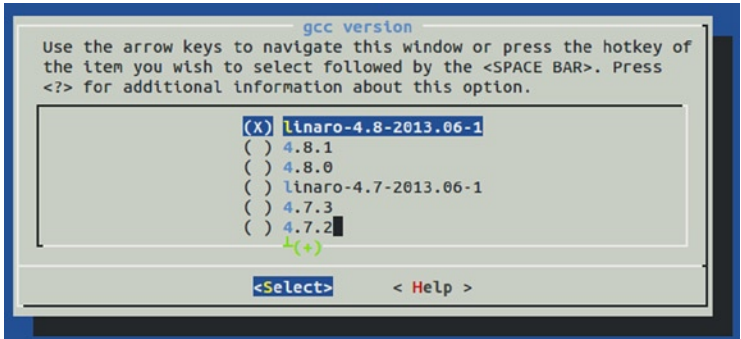 gcc version
Use the arrow keys to navigate this window or press the hotkey of
the item you wish to select followed by the <SPACE BAR>. Press
<?> for additional information about this option.
(X) linaro-4.8-2013.06-1
( ) 4.8.1
( ) 4.8.0
( ) linaro-4.7-2013.06-1
( ) 4.7.3
( ) 4.7.2
┴(+)
<Select> < Help >